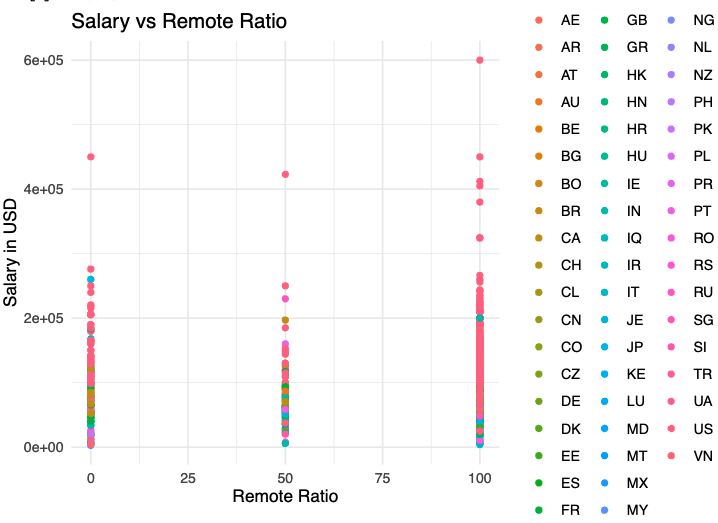 Salary vs Remote Ratio
Salary in USD
6e+05
4e+05
2e+05
0e+00
0 25 50 75 100
Remote Ratio
AE GB NG
AR GR NL
AT HK NZ
AU HN PH
BE HR PK
BG HU PL
BO IE PR
BR IN PT
CA IQ RO
CH IR RS
CL IT RU
CN JE SG
CO JP SI
CZ KE TR
DE LU UA
DK MD US
EE MT VN
ES MX
FR MY